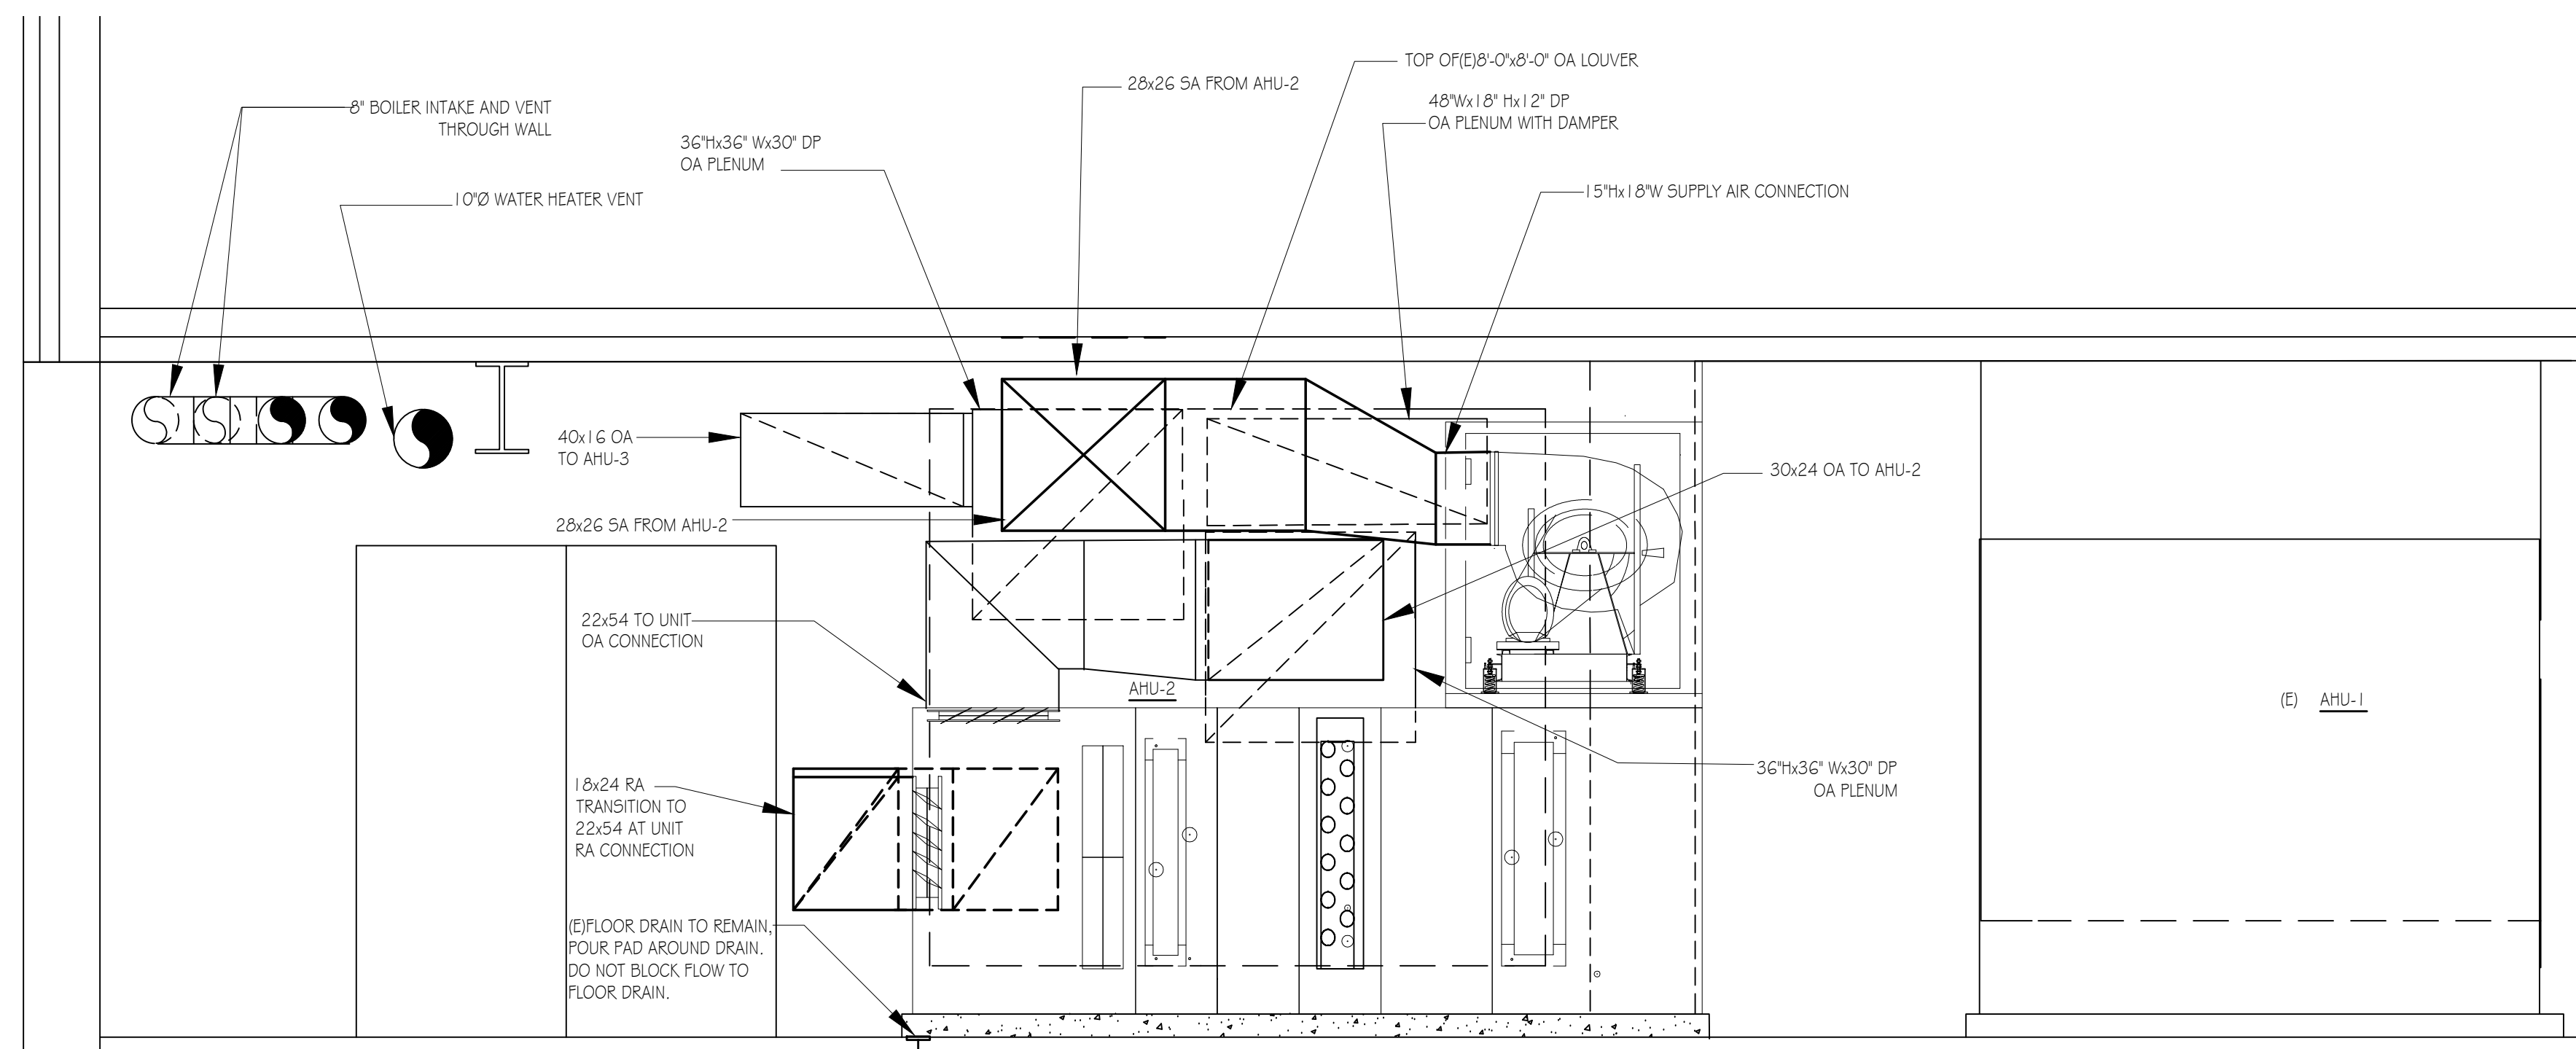 TOP OF(E)8'-0"x8'-0" OA LOUVER
28x26 SA FROM AHU-2
48"Wx18" Hx12" DP
OA PLENUM WITH DAMPER
8" BOILER INTAKE AND VENT
THROUGH WALL
36"Hx36" Wx30" DP
OA PLENUM
15"Hx18"W SUPPLY AIR CONNECTION
10"Ø WATER HEATER VENT
40x16 OA
TO AHU-3
30x24 OA TO AHU-2
28x26 SA FROM AHU-2
22x54 TO UNIT
OA CONNECTION
AHU-2
(E) AHU-1
36"Hx36" Wx30" DP
OA PLENUM
18x24 RA
TRANSITION TO
22x54 AT UNIT
RA CONNECTION
(E)FLOOR DRAIN TO REMAIN,
POUR PAD AROUND DRAIN.
DO NOT BLOCK FLOW TO
FLOOR DRAIN.